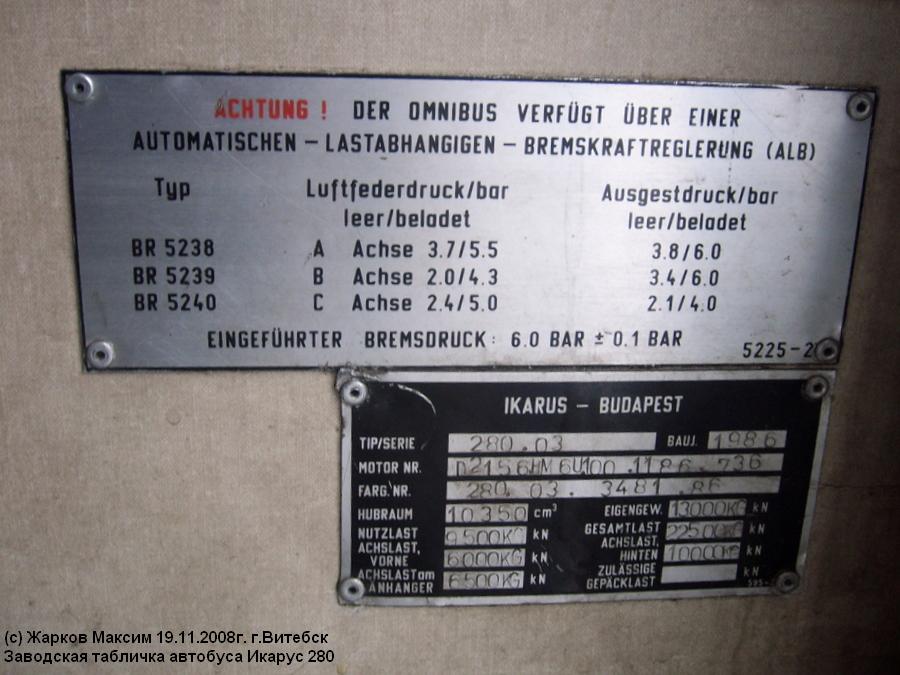 ACHTUNG ! DER OMNIBUS VERFÜGT ÜBER EINER
AUTOMATISCHEN – LASTABHANGIGEN – BREMSKRAFTREGLERUNG (ALB)
Typ Luftfederdruck/bar Ausgestdruck/bar
leer/beladet leer/beladet
BR 5238 A Achse 3.7/5.5 3.8/6.0
BR 5239 B Achse 2.0/4.3 3.4/6.0
BR 5240 C Achse 2.4/5.0 2.1/4.0
EINGEFÜHRTER BREMSDRUCK: 6.0 BAR ± 0.1 BAR
5225-2
IKARUS – BUDAPEST
TIP/SERIE 280.03 BAUJ. 1986
MOTOR NR. D2156HM6U100.1186.736
FARG.NR. 280.03.3481.86
HUBRAUM 10350 cm³ EIGENGEW. 13000KG kN
NUTZLAST 9500KG kN GESAMTLAST 22500KG kN
ACHSLAST, VORNE 6000KG kN ACHSLAST, HINTEN 10000KG kN
ACHSLAST am ANHANGER 6500KG kN ZULÄSSIGE GEPÄCKLAST kN
595-
(c) Жарков Максим 19.11.2008г. г.Витебск
Заводская табличка автобуса Икарус 280